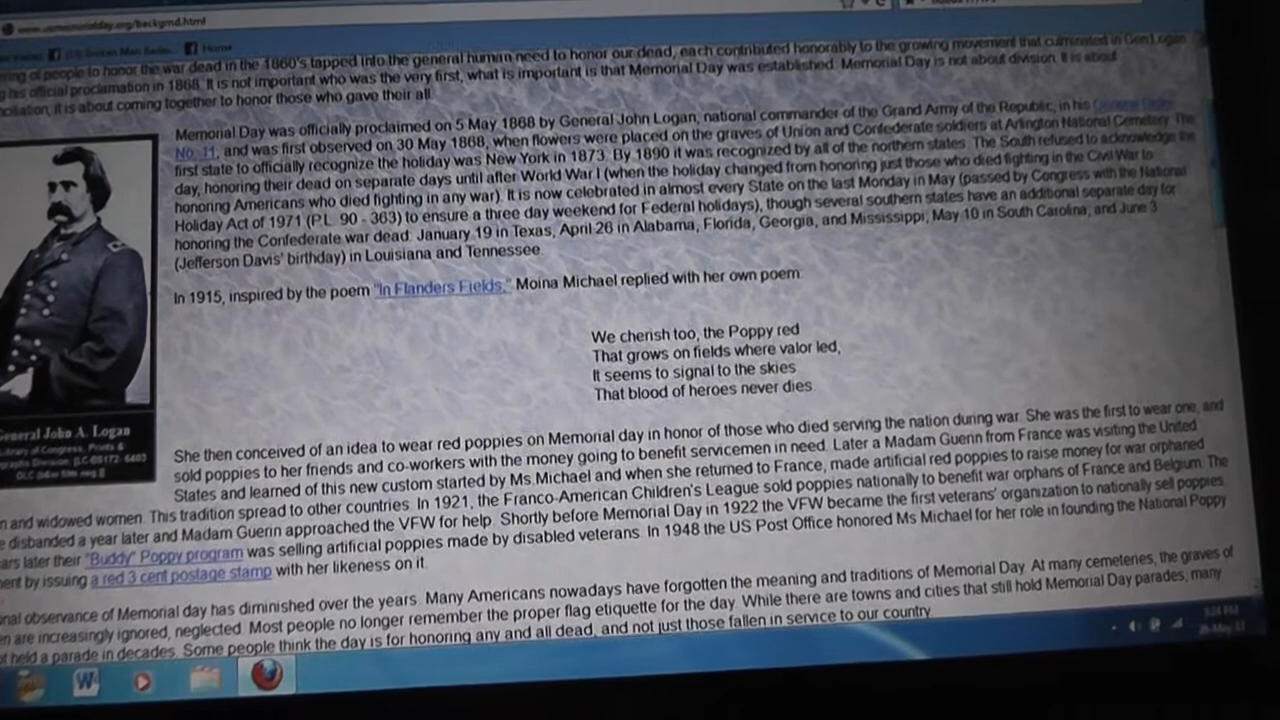 www.usmemorialday.org/backgrnd.html
Home
ng of people to honor the war dead in the 1860's tapped into the general human need to honor our dead, each contributed honorably to the growing movement that culminated in Gen Logan
his official proclamation in 1868. It is not important who was the very first, what is important is that Memorial Day was established. Memorial Day is not about division. It is about
nciliation; it is about coming together to honor those who gave their all.
Memorial Day was officially proclaimed on 5 May 1868 by General John Logan, national commander of the Grand Army of the Republic, in his General Order
No. 11, and was first observed on 30 May 1868, when flowers were placed on the graves of Union and Confederate soldiers at Arlington National Cemetery. The
first state to officially recognize the holiday was New York in 1873. By 1890 it was recognized by all of the northern states. The South refused to acknowledge the
day, honoring their dead on separate days until after World War I (when the holiday changed from honoring just those who died fighting in the Civil War to
honoring Americans who died fighting in any war). It is now celebrated in almost every State on the last Monday in May (passed by Congress with the National
Holiday Act of 1971 (P.L. 90 - 363) to ensure a three day weekend for Federal holidays), though several southern states have an additional separate day for
honoring the Confederate war dead: January 19 in Texas, April 26 in Alabama, Florida, Georgia, and Mississippi; May 10 in South Carolina; and June 3
(Jefferson Davis' birthday) in Louisiana and Tennessee.
In 1915, inspired by the poem "In Flanders Fields," Moina Michael replied with her own poem:
We cherish too, the Poppy red
That grows on fields where valor led,
It seems to signal to the skies
That blood of heroes never dies.
General John A. Logan
Library of Congress, Prints &
She then conceived of an idea to wear red poppies on Memorial day in honor of those who died serving the nation during war. She was the first to wear one, and
sold poppies to her friends and co-workers with the money going to benefit servicemen in need. Later a Madam Guerin from France was visiting the United
States and learned of this new custom started by Ms.Michael and when she returned to France, made artificial red poppies to raise money for war orphaned
n and widowed women. This tradition spread to other countries. In 1921, the Franco-American Children's League sold poppies nationally to benefit war orphans of France and Belgium. The
e disbanded a year later and Madam Guerin approached the VFW for help. Shortly before Memorial Day in 1922 the VFW became the first veterans' organization to nationally sell poppies.
ars later their "Buddy" Poppy program was selling artificial poppies made by disabled veterans. In 1948 the US Post Office honored Ms Michael for her role in founding the National Poppy
ent by issuing a red 3 cent postage stamp with her likeness on it.
nal observance of Memorial day has diminished over the years. Many Americans nowadays have forgotten the meaning and traditions of Memorial Day. At many cemeteries, the graves of
en are increasingly ignored, neglected. Most people no longer remember the proper flag etiquette for the day. While there are towns and cities that still hold Memorial Day parades, many
ot held a parade in decades. Some people think the day is for honoring any and all dead, and not just those fallen in service to our country.